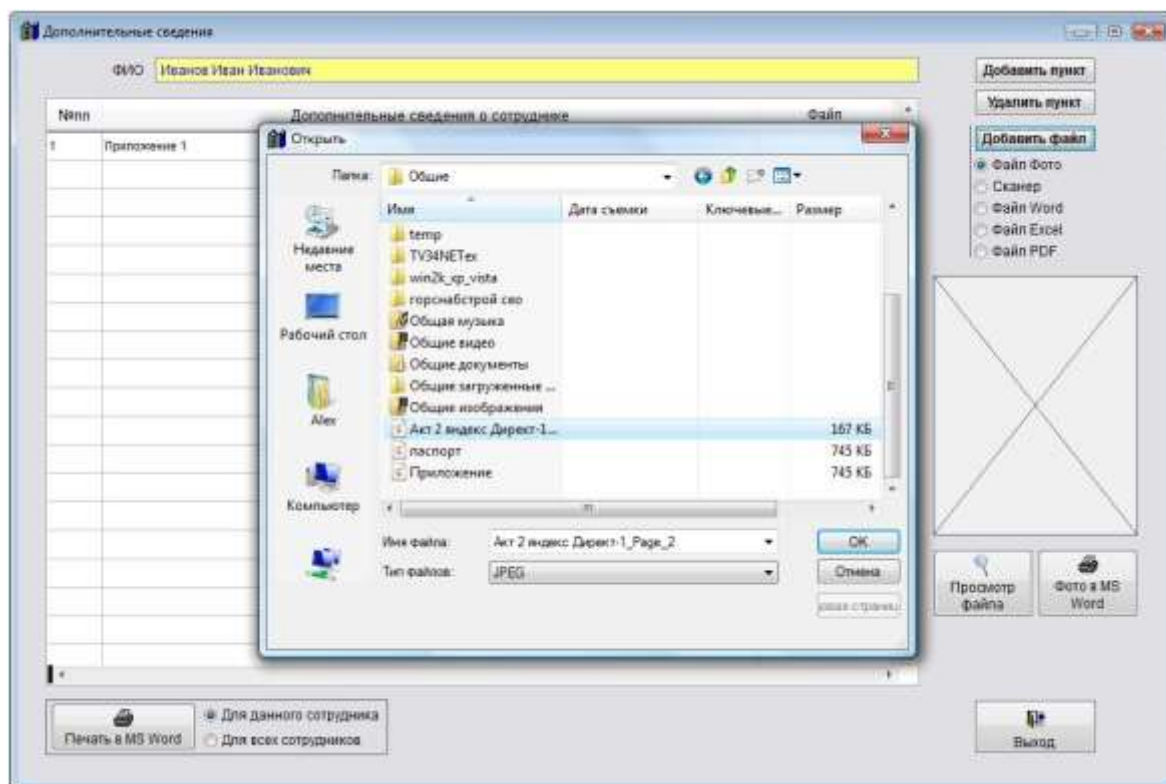 Дополнительные сведения
ФИО Иванов Иван Иванович
Добавить пункт
Удалить пункт
Добавить файл
Файл Фото
Сканер
Файл Word
Файл Excel
Файл PDF
№пп Дополнительные сведения о сотруднике Файл
1 Приложение 1
Открыть
Папка: Общие
Недавние места
Рабочий стол
Alex
Компьютер
Имя Дата съемки Ключевые... Размер
temp
TV34NETex
win2k_xp_vista
горснабстрой сво
Общая музыка
Общие видео
Общие документы
Общие загруженные ...
Общие изображения
Акт 2 яндекс Директ-1... 167 КБ
паспорт 745 КБ
Приложение 745 КБ
Имя файла: Акт 2 яндекс Директ-1_Page_2 OK
Тип файлов: JPEG Отмена
Просмотр файла
Фото в MS Word
Печать в MS Word
Для данного сотрудника
Для всех сотрудников
Выход